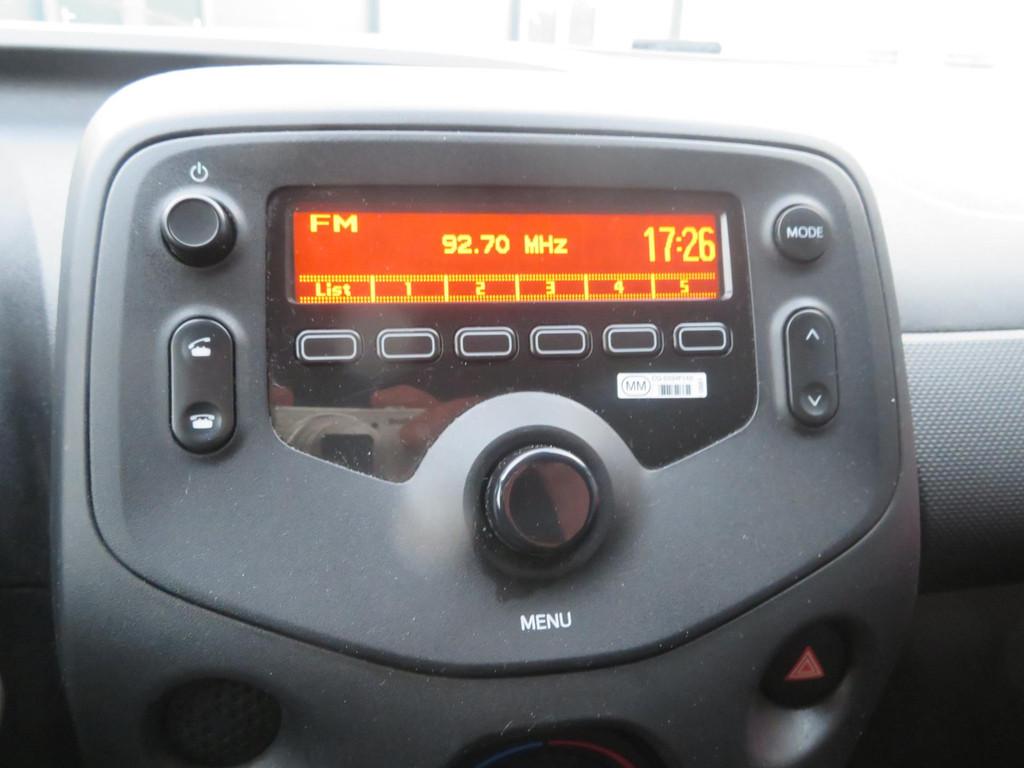 FM
92.70 MHz
17:26
MODE
List 1 2 3 4 5
MM
MENU